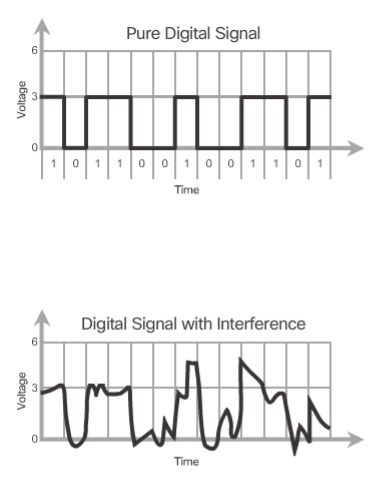 Pure Digital Signal
6
3
0
Voltage
1 0 1 1 0 0 1 0 0 1 1 0 1
Time
Digital Signal with Interference
6
3
0
Voltage
Time